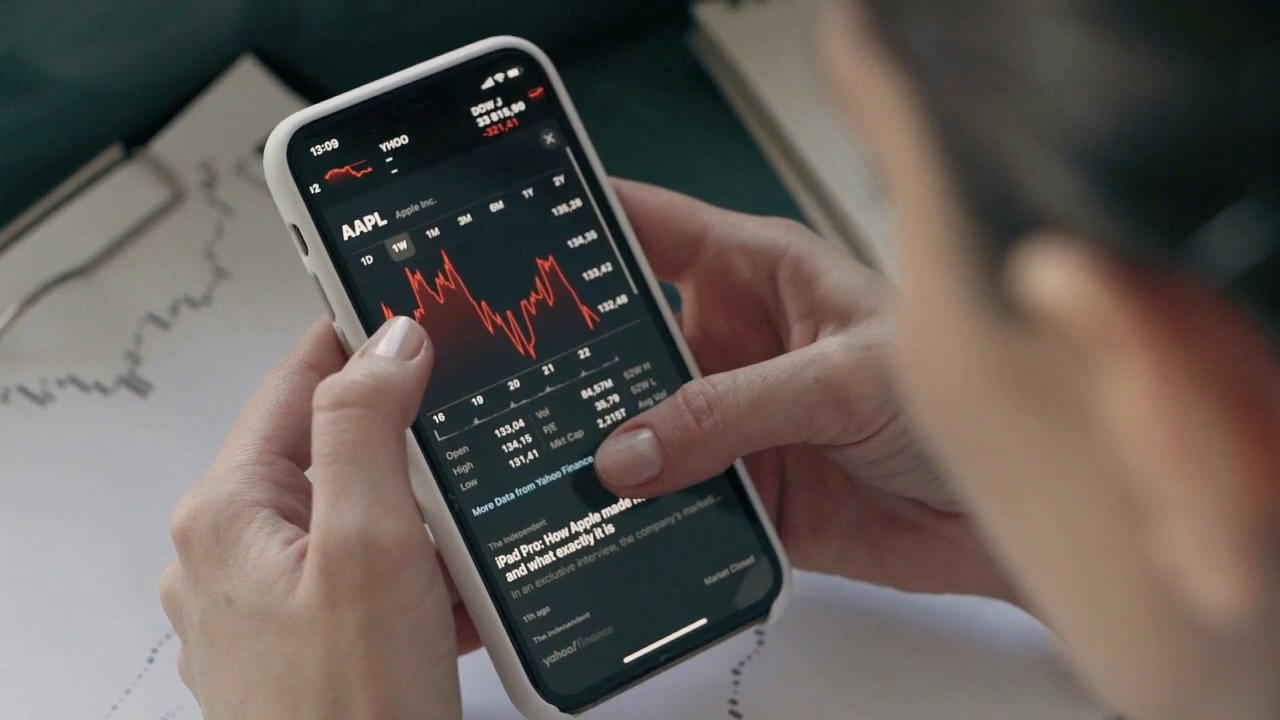 13:09
YHOO
-
-
DOW J
33 815,90
-321,41
12
AAPL Apple Inc.
1D 1W 1M 3M 6M 1Y 2Y
135,28
134,35
133,42
132,48
16 19 20 21 22
Open 133,04 Vol 84,57M 52W H
High 134,15 P/E 35,79 52W L
Low 131,41 Mkt Cap 2,215T Avg Vol
More Data from Yahoo Finance
The Independent
iPad Pro: How Apple made
and what exactly it is
In an exclusive interview, the company's market...
11h ago
The Independent
yahoo!finance
Market Closed